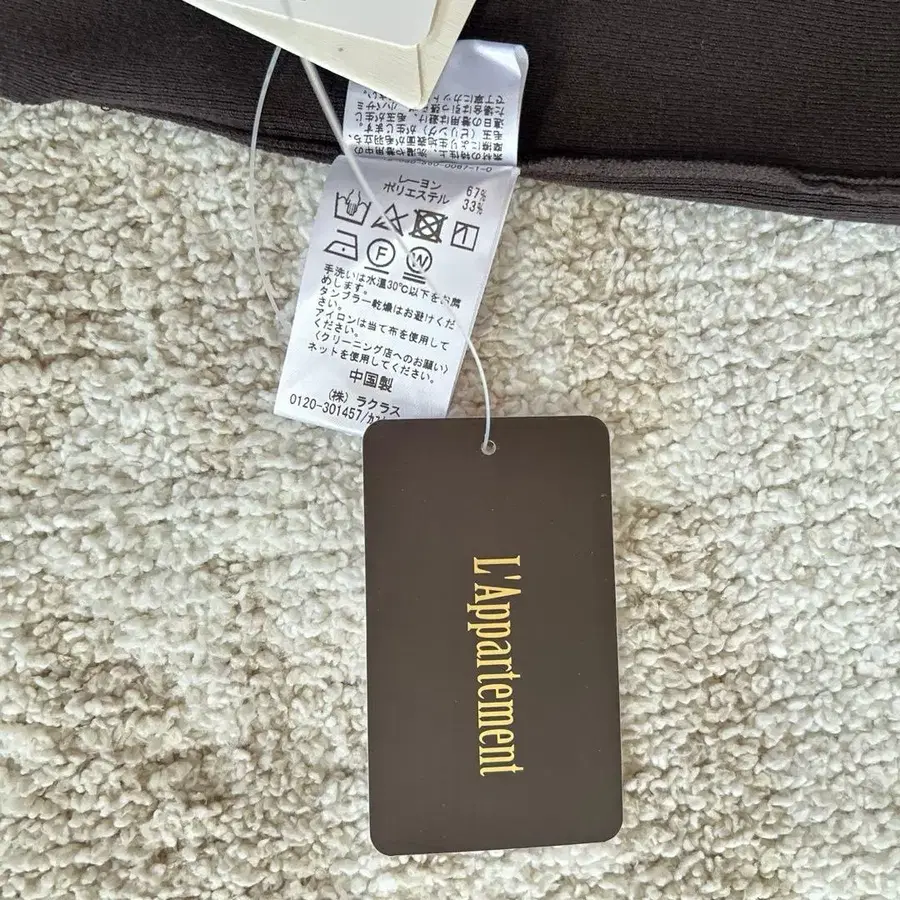 レーヨン 67%
ポリエステル 33%
F W
手洗いは水温30℃以下をお薦
めします。
タンブラー乾燥はお避けくだ
さい。
アイロンは当て布を使用して
ください。
〈クリーニング店へのお願い〉
ネットを使用してください。
中国製
(株) ラクラス
0120-301457/ｶｽ
L'Appartement